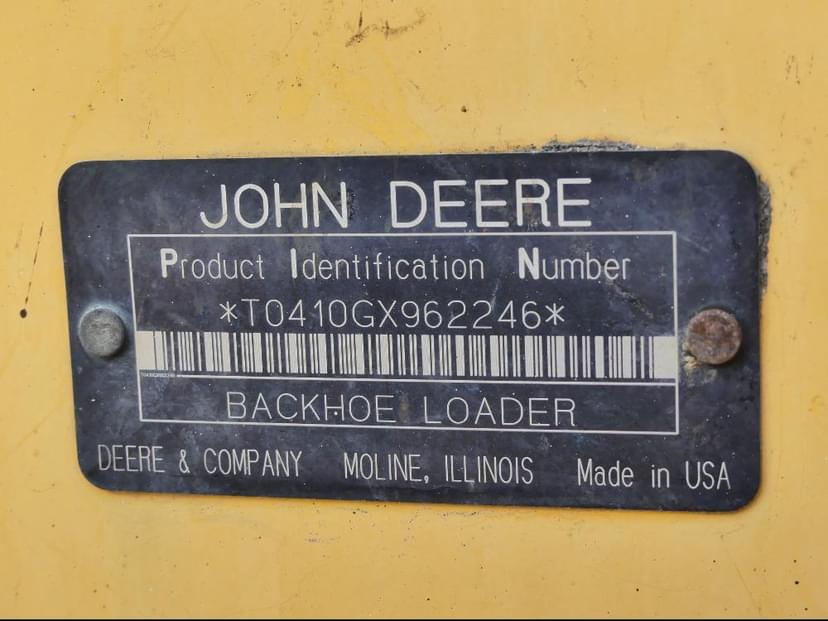 JOHN DEERE
Product Identification Number
*T0410GX962246*
BACKHOE LOADER
DEERE & COMPANY MOLINE, ILLINOIS Made in USA